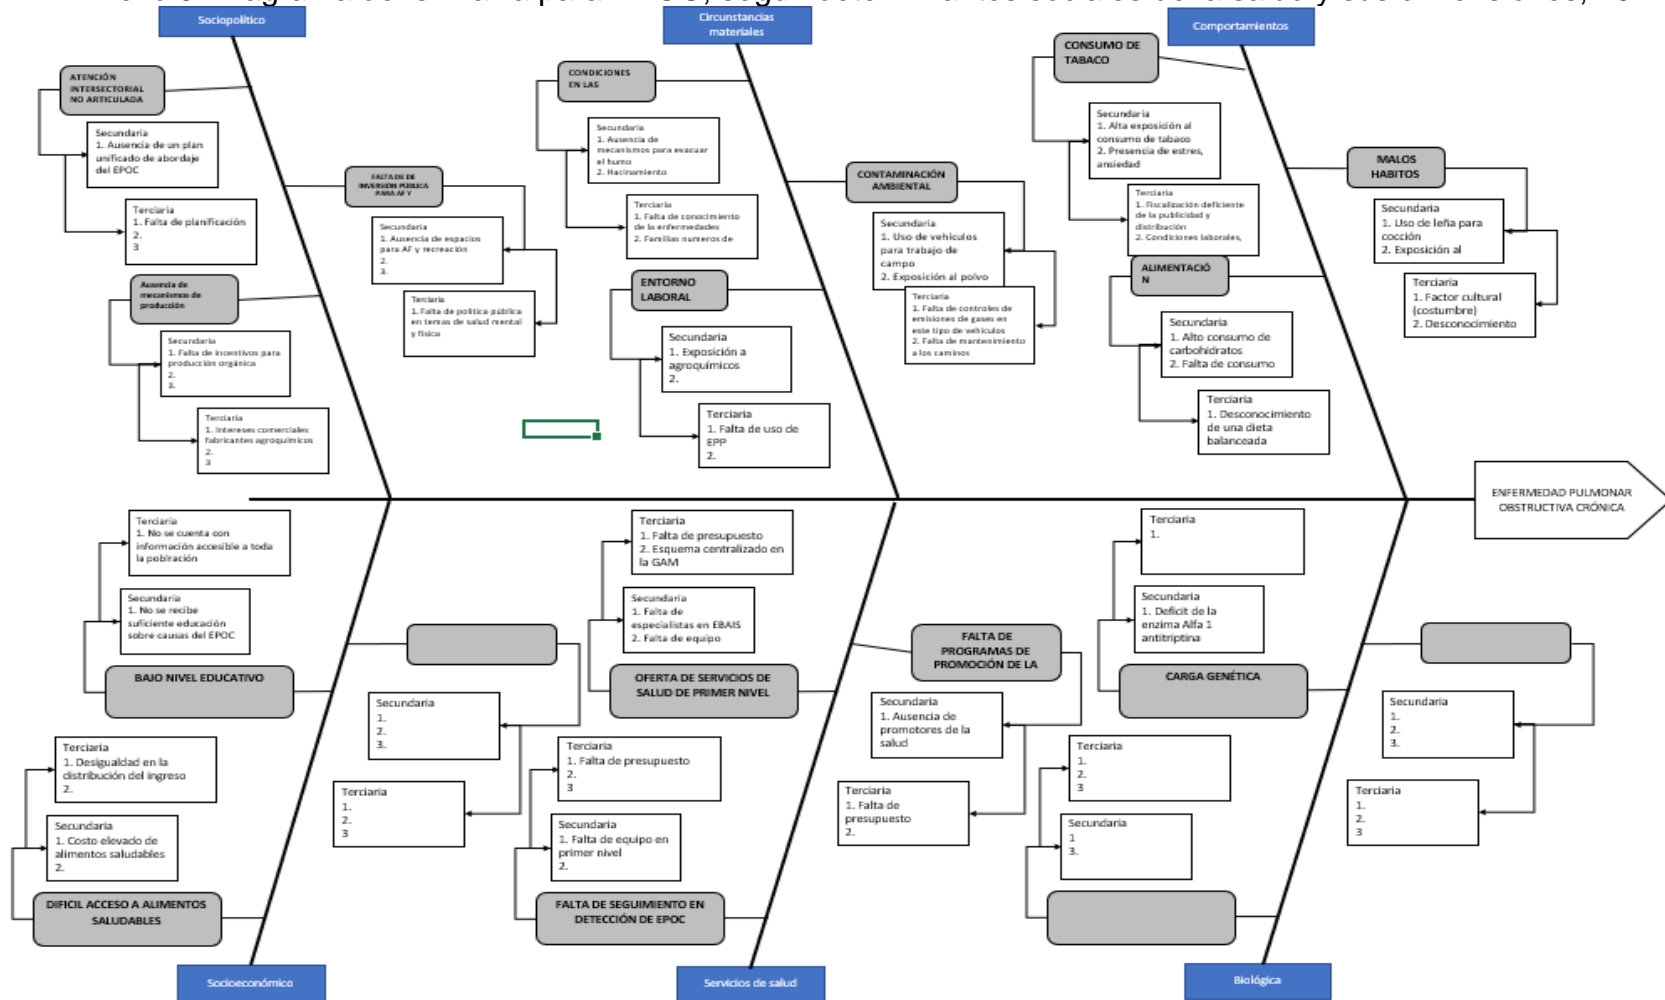 Sociopolítico
Circunstancias
materiales
Comportamientos
ATENCIÓN
INTERSECTORIAL
NO ARTICULADA
Secundaria
1. Ausencia de un plan
unificado de abordaje
del EPOC
Terciaria
1. Falta de planificación
2.
3
FALTA DE DE
INVERSIÓN PÚBLICA
PARA AF Y
Secundaria
1. Ausencia de espacios
para AF y recreación
2.
3.
Terciaria
1. Falta de política pública
en temas de salud mental
y física
Ausencia de
mecanismos de
producción
Secundaria
1. Falta de incentivos para
producción orgánica
2.
3.
Terciaria
1. Intereses comerciales
fabricantes agroquímicos
2.
3
CONDICIONES
EN LAS
Secundaria
1. Ausencia de
mecanismos para evacuar
el humo
2. Hacinamiento
Terciaria
1. Falta de conocimiento
de la enfermedades
2. Familias numeros de
CONTAMINACIÓN
AMBIENTAL
Secundaria
1. Uso de vehículos
para trabajo de
campo
2. Exposición al polvo
Terciaria
1. Falta de controles de
emisiones de gases en
este tipo de vehículos
2. Falta de mantenimiento
a los caminos
ENTORNO
LABORAL
Secundaria
1. Exposición a
agroquímicos
2.
Terciaria
1. Falta de uso de
EPP
2.
CONSUMO DE
TABACO
Secundaria
1. Alta exposición al
consumo de tabaco
2. Presencia de estres,
ansiedad
Terciaria
1. Fiscalización deficiente
de la publicidad y
distribución
2. Condiciones laborales,
MALOS
HABITOS
Secundaria
1. Uso de leña para
cocción
2. Exposición al
Terciaria
1. Factor cultural
(costumbre)
2. Desconocimiento
ALIMENTACIÓ
N
Secundaria
1. Alto consumo de
carbohidratos
2. Falta de consumo
Terciaria
1. Desconocimiento
de una dieta
balanceada
ENFERMEDAD PULMONAR
OBSTRUCTIVA CRÓNICA
Terciaria
1. No se cuenta con
información accesible a toda
la poblración
Secundaria
1. No se recibe
suficiente educación
sobre causas del EPOC
BAJO NIVEL EDUCATIVO
Secundaria
1.
2.
3.
Terciaria
1.
2.
3
Terciaria
1. Desigualdad en la
distribución del ingreso
2.
Secundaria
1. Costo elevado de
alimentos saludables
2.
DIFICIL ACCESO A ALIMENTOS
SALUDABLES
Terciaria
1. Falta de presupuesto
2. Esquema centralizado en
la GAM
Secundaria
1. Falta de
especialistas en EBAIS
2. Falta de equipo
OFERTA DE SERVICIOS DE
SALUD DE PRIMER NIVEL
FALTA DE
PROGRAMAS DE
PROMOCIÓN DE LA
Secundaria
1. Ausencia de
promotores de la
salud
Terciaria
1. Falta de
presupuesto
2.
Terciaria
1. Falta de presupuesto
2.
3
Secundaria
1. Falta de equipo en
primer nivel
2.
FALTA DE SEGUIMIENTO EN
DETECCIÓN DE EPOC
Terciaria
1.
Secundaria
1. Deficit de la
enzima Alfa 1
antitriptina
CARGA GENÉTICA
Secundaria
1.
2.
3.
Terciaria
1.
2.
3
Terciaria
1.
2.
3
Secundaria
1
3.
Socioeconómico
Servicios de salud
Biológica